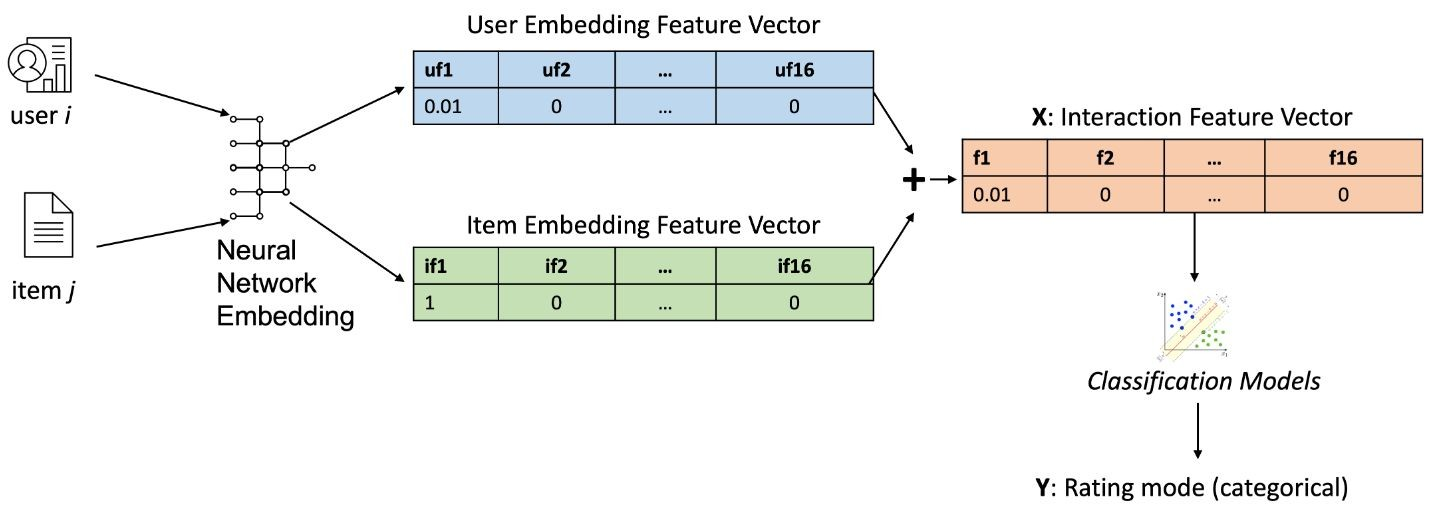 User Embedding Feature Vector
uf1 uf2 ... uf16
0.01 0 ... 0
user i
X: Interaction Feature Vector
f1 f2 ... f16
0.01 0 ... 0
+
Item Embedding Feature Vector
if1 if2 ... if16
1 0 ... 0
item j
Neural
Network
Embedding
Classification Models
Y: Rating mode (categorical)